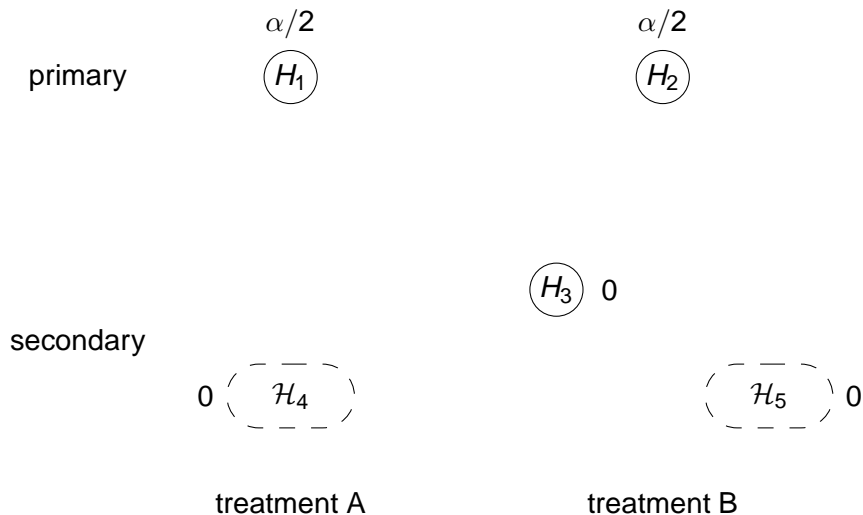 α/2 α/2
primary H₁ H₂
H₃ 0
secondary
0 ℋ₄ ℋ₅ 0
treatment A treatment B